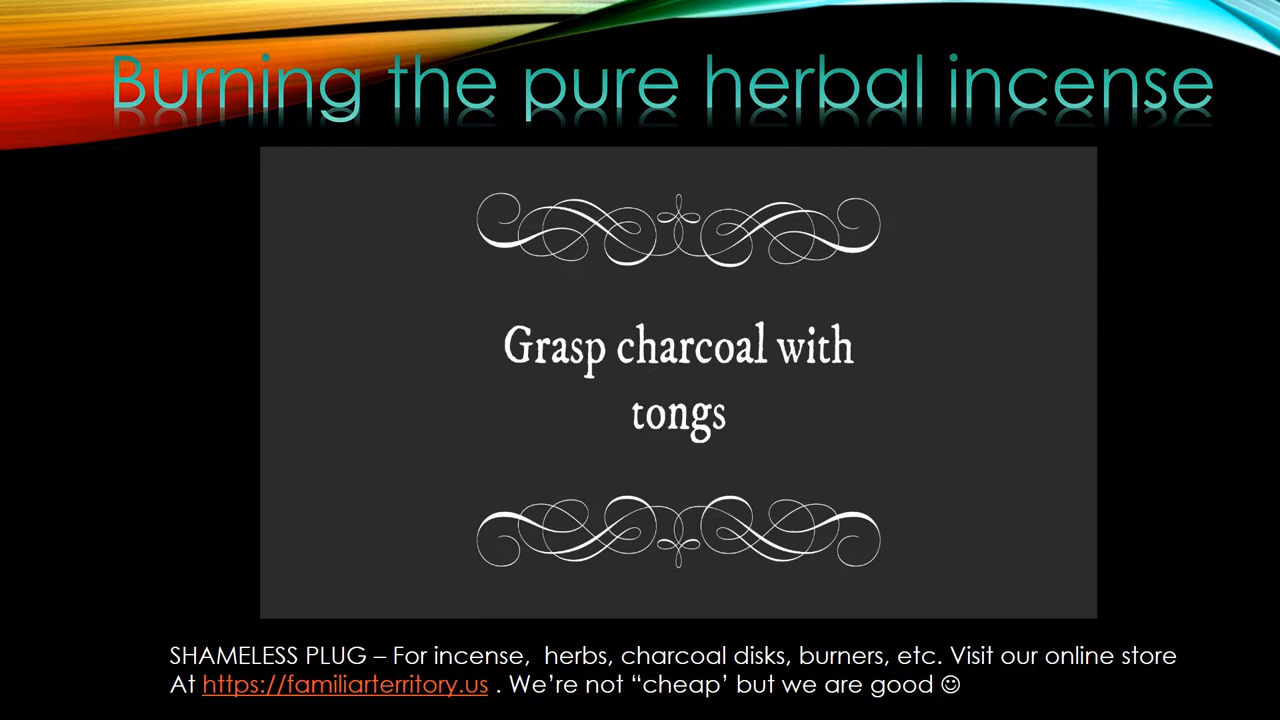 Burning the pure herbal incense
Grasp charcoal with
tongs
SHAMELESS PLUG – For incense,  herbs, charcoal disks, burners, etc. Visit our online store
At https://familiarterritory.us . We’re not “cheap’ but we are good ☺